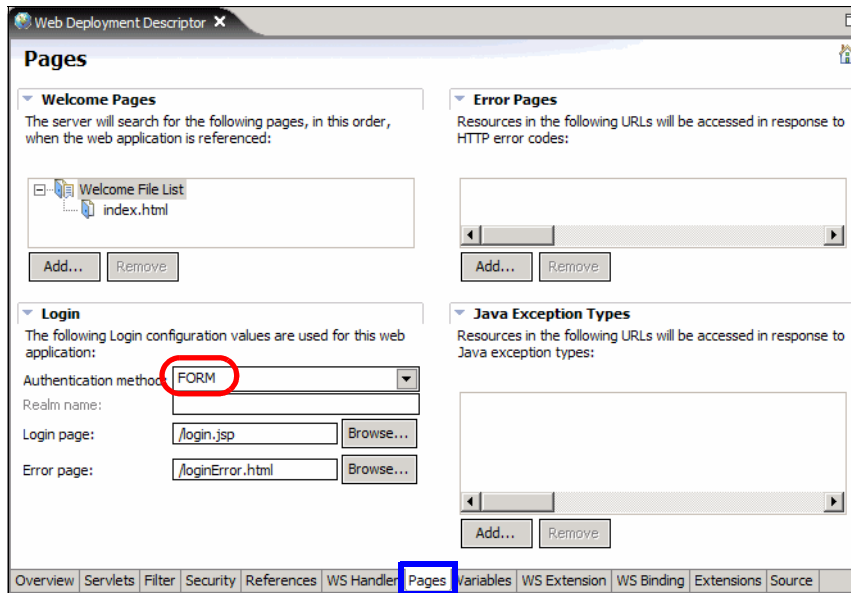 Web Deployment Descriptor
Pages
Welcome Pages
The server will search for the following pages, in this order,
when the web application is referenced:
Welcome File List
index.html
Add... Remove
Error Pages
Resources in the following URLs will be accessed in response to
HTTP error codes:
Add... Remove
Login
The following Login configuration values are used for this web
application:
Authentication method: FORM
Realm name:
Login page: /login.jsp Browse...
Error page: /loginError.html Browse...
Java Exception Types
Resources in the following URLs will be accessed in response to
Java exception types:
Add... Remove
Overview Servlets Filter Security References WS Handler Pages Variables WS Extension WS Binding Extensions Source